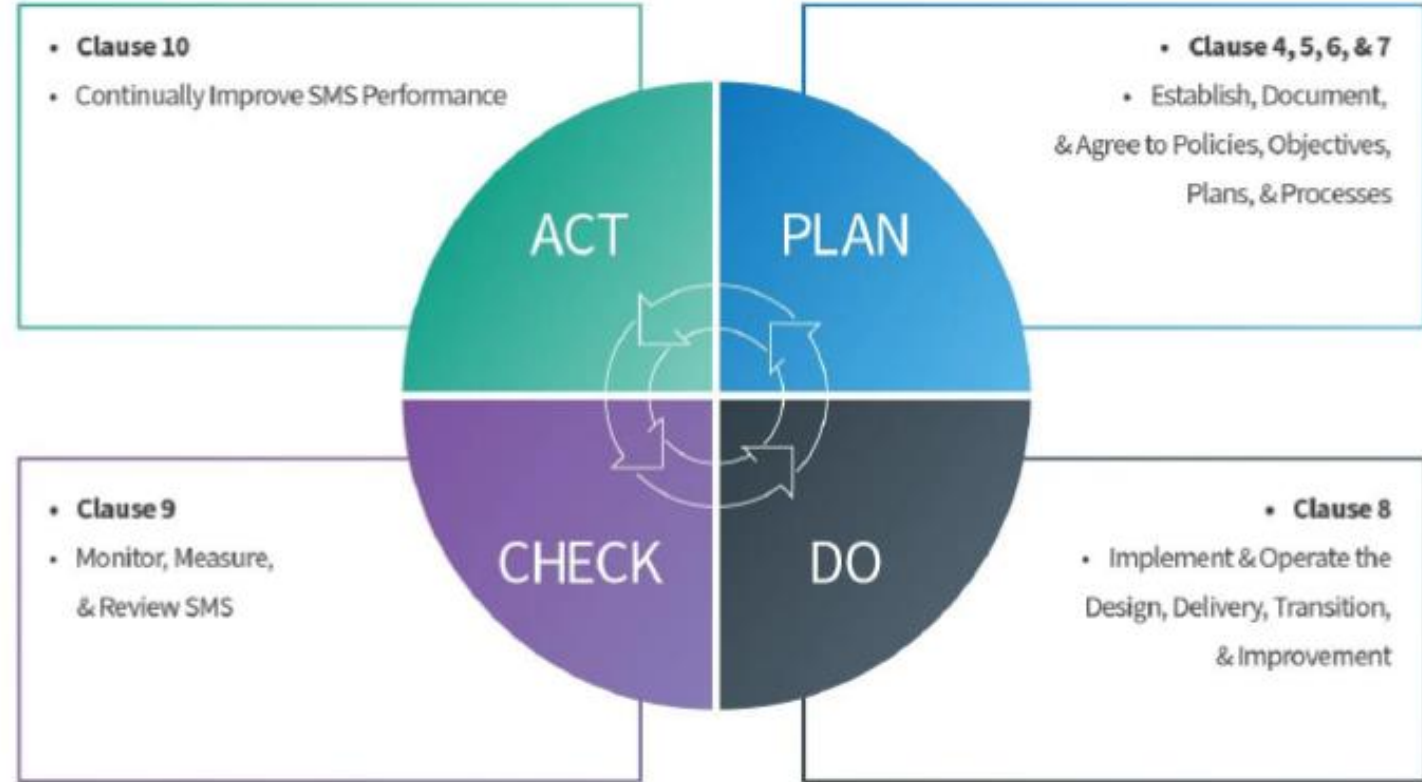 • Clause 10
• Continually Improve SMS Performance
• Clause 4, 5, 6, & 7
• Establish, Document,
& Agree to Policies, Objectives,
Plans, & Processes
ACT
PLAN
CHECK
DO
• Clause 9
• Monitor, Measure,
& Review SMS
• Clause 8
• Implement & Operate the
Design, Delivery, Transition,
& Improvement